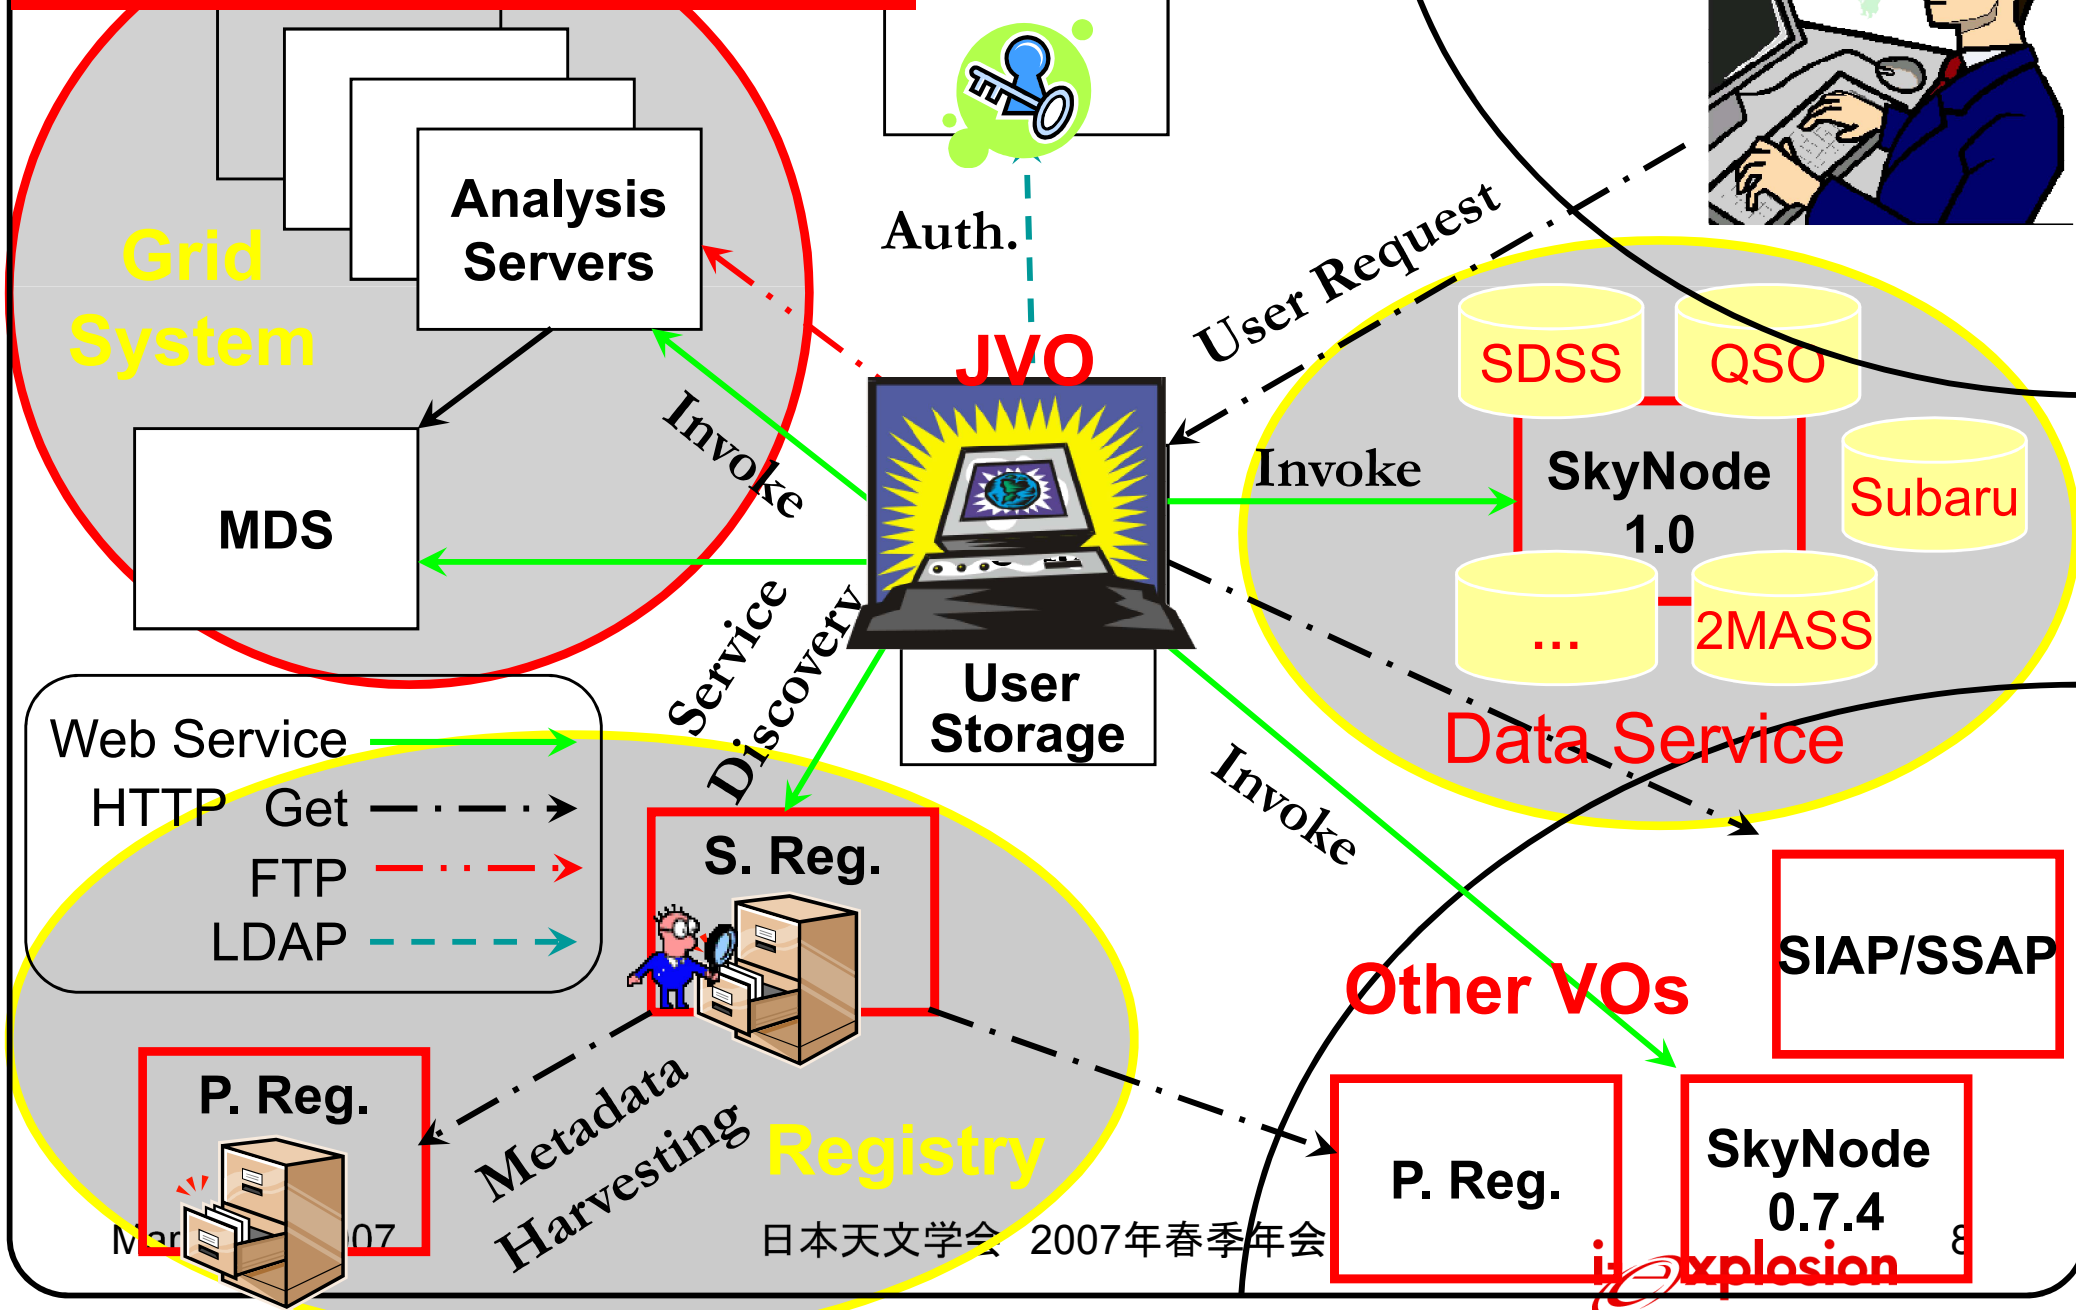 Analysis
Servers
Grid
System
Auth.
User Request
JVO
SDSS
QSO
Invoke
Invoke
SkyNode
1.0
Subaru
MDS
...
2MASS
Service
Discovery
User
Storage
Data Service
Web Service
HTTP Get
FTP
LDAP
Invoke
S. Reg.
SIAP/SSAP
Other VOs
P. Reg.
Metadata
Harvesting
Registry
P. Reg.
SkyNode
0.7.4
日本天文学会 2007年春季年会
8
i-explosion